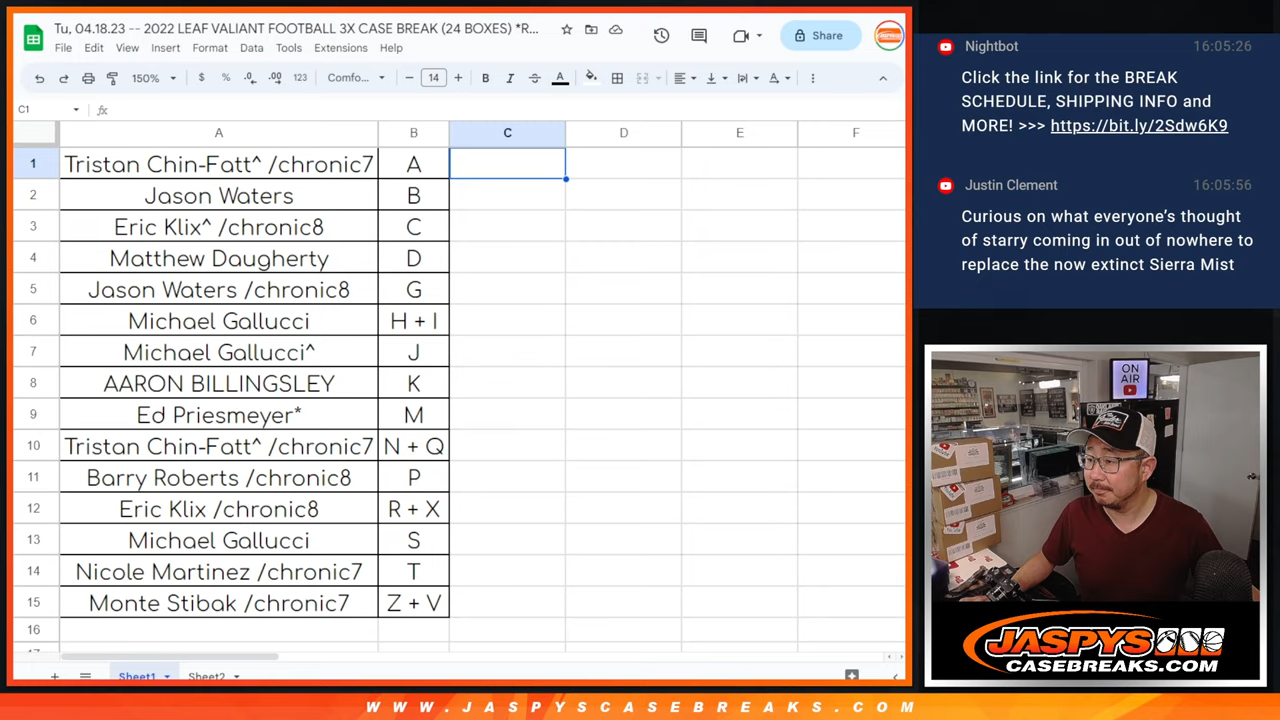 Tu, 04.18.23 -- 2022 LEAF VALIANT FOOTBALL 3X CASE BREAK (24 BOXES) *R...
Share
File Edit View Insert Format Data Tools Extensions Help
150% $ % .0 .00 123 Comfo... − 14 + B I A
C1 fx
A B C D E F
1 Tristan Chin-Fatt^ /chronic7 A
2 Jason Waters B
3 Eric Klix^ /chronic8 C
4 Matthew Daugherty D
5 Jason Waters /chronic8 G
6 Michael Gallucci H + I
7 Michael Gallucci^ J
8 AARON BILLINGSLEY K
9 Ed Priesmeyer* M
10 Tristan Chin-Fatt^ /chronic7 N + Q
11 Barry Roberts /chronic8 P
12 Eric Klix /chronic8 R + X
13 Michael Gallucci S
14 Nicole Martinez /chronic7 T
15 Monte Stibak /chronic7 Z + V
16
Sheet1 Sheet2
Nightbot 16:05:26
Click the link for the BREAK
SCHEDULE, SHIPPING INFO and
MORE! >>> https://bit.ly/2Sdw6K9
Justin Clement 16:05:56
Curious on what everyone's thought
of starry coming in out of nowhere to
replace the now extinct Sierra Mist
ON
AIR
JASPYS
CASEBREAKS.COM
WWW.JASPYSCASEBREAKS.COM